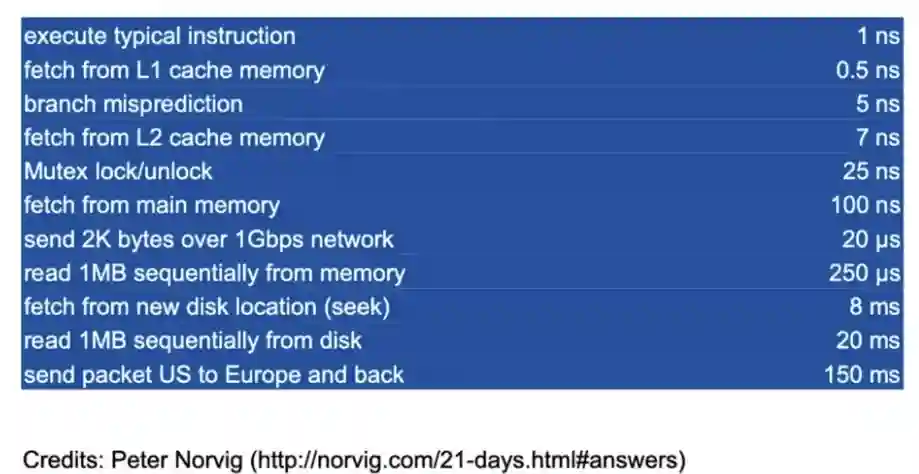 execute typical instruction 1 ns
fetch from L1 cache memory 0.5 ns
branch misprediction 5 ns
fetch from L2 cache memory 7 ns
Mutex lock/unlock 25 ns
fetch from main memory 100 ns
send 2K bytes over 1Gbps network 20 µs
read 1MB sequentially from memory 250 µs
fetch from new disk location (seek) 8 ms
read 1MB sequentially from disk 20 ms
send packet US to Europe and back 150 ms
Credits: Peter Norvig (http://norvig.com/21-days.html#answers)